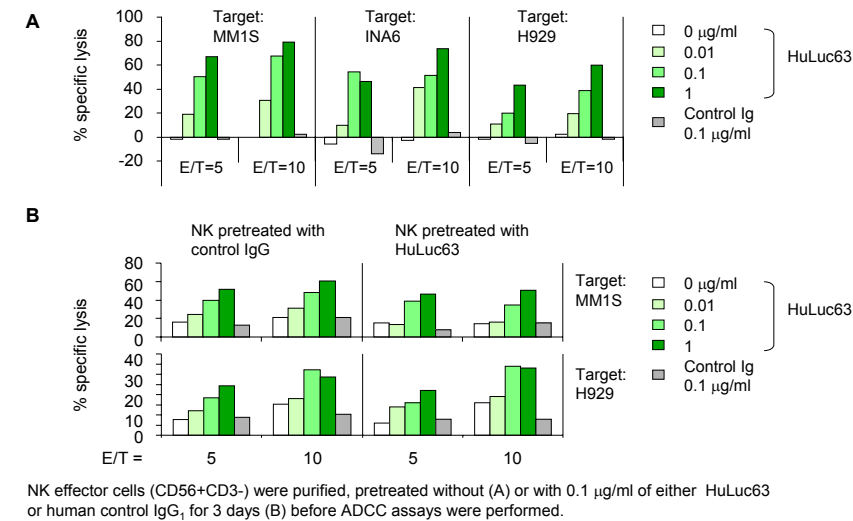 A
Target:
MM1S
Target:
INA6
Target:
H929
% specific lysis
100
80
60
40
20
0
-20
E/T=5
E/T=10
E/T=5
E/T=10
E/T=5
E/T=10
0 μg/ml
0.01
0.1
1
HuLuc63
Control Ig
0.1 μg/ml
B
NK pretreated with
control IgG
NK pretreated with
HuLuc63
% specific lysis
80
60
40
20
0
Target:
MM1S
40
30
20
10
0
Target:
H929
0 μg/ml
0.01
0.1
1
HuLuc63
Control Ig
0.1 μg/ml
E/T = 5 10 5 10
NK effector cells (CD56+CD3-) were purified, pretreated without (A) or with 0.1 μg/ml of either HuLuc63
or human control IgG₁ for 3 days (B) before ADCC assays were performed.